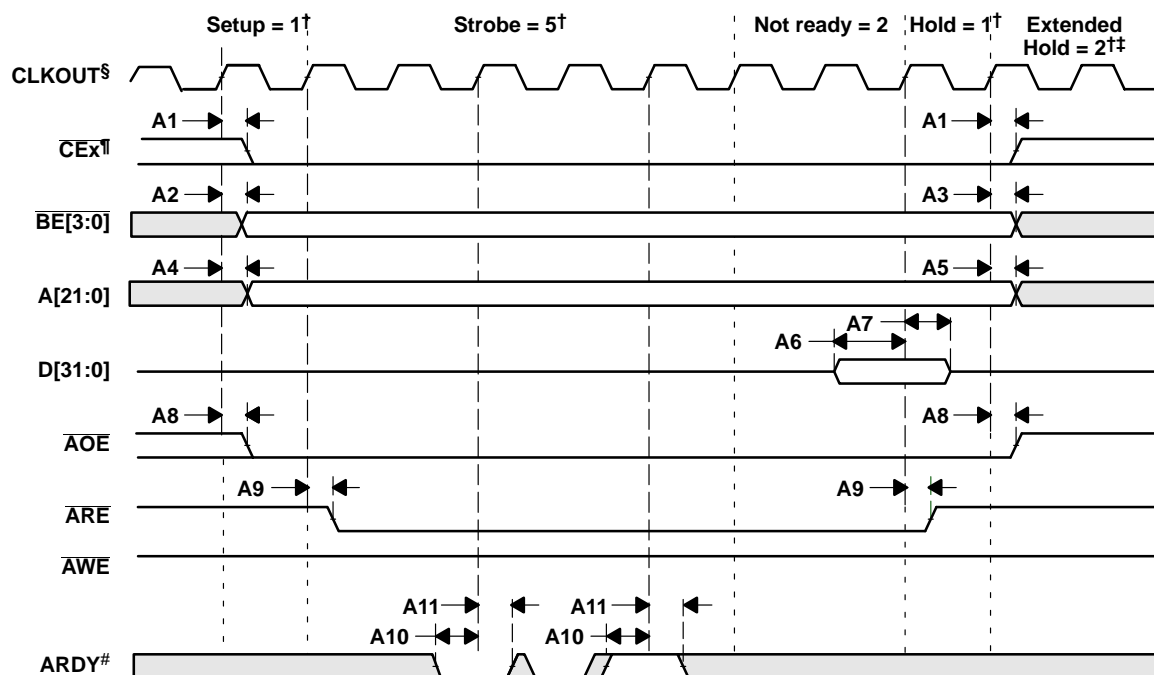 Setup = 1† Strobe = 5† Not ready = 2 Hold = 1† Extended
Hold = 2†‡
CLKOUT§
A1 A1
CEx¶
A2 A3
BE[3:0]
A4 A5
A[21:0]
A7
A6
D[31:0]
A8 A8
AOE
A9 A9
ARE
AWE
A11 A11
A10 A10
ARDY#